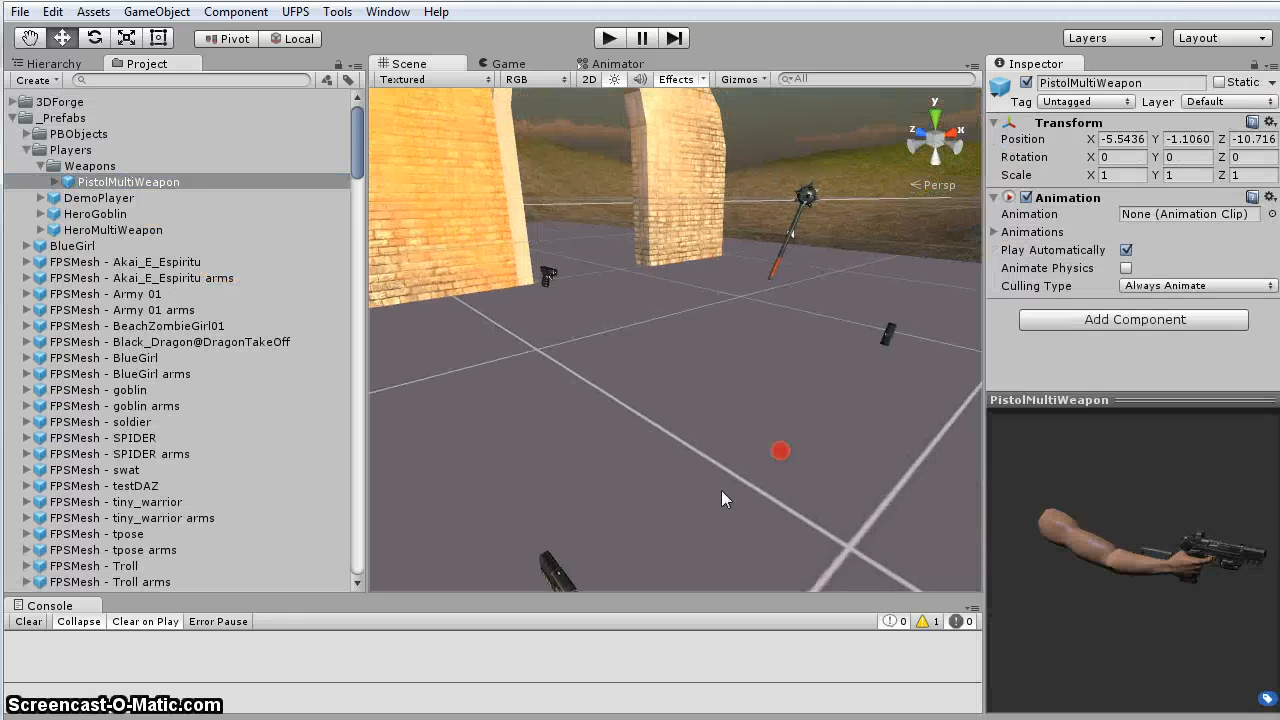 File Edit Assets GameObject Component UFPS Tools Window Help
Pivot Local Layers Layout
Hierarchy Project Scene Game Animator Inspector
Create Textured RGB 2D Effects Gizmos All
PistolMultiWeapon Static
Tag Untagged Layer Default
Transform
Position X -5.5436 Y -1.1060 Z -10.716
Rotation X 0 Y 0 Z 0
Scale X 1 Y 1 Z 1
Animation
Animation None (Animation Clip)
Animations
Play Automatically
Animate Physics
Culling Type Always Animate
Add Component
PistolMultiWeapon
3DForge
_Prefabs
PBObjects
Players
Weapons
PistolMultiWeapon
DemoPlayer
HeroGoblin
HeroMultiWeapon
BlueGirl
FPSMesh - Akai_E_Espiritu
FPSMesh - Akai_E_Espiritu arms
FPSMesh - Army 01
FPSMesh - Army 01 arms
FPSMesh - BeachZombieGirl01
FPSMesh - Black_Dragon@DragonTakeOff
FPSMesh - BlueGirl
FPSMesh - BlueGirl arms
FPSMesh - goblin
FPSMesh - goblin arms
FPSMesh - soldier
FPSMesh - SPIDER
FPSMesh - SPIDER arms
FPSMesh - swat
FPSMesh - testDAZ
FPSMesh - tiny_warrior
FPSMesh - tiny_warrior arms
FPSMesh - tpose
FPSMesh - tpose arms
FPSMesh - Troll
FPSMesh - Troll arms
y
z x
Persp
Console
Clear Collapse Clear on Play Error Pause 0 1 0
Screencast-O-Matic.com